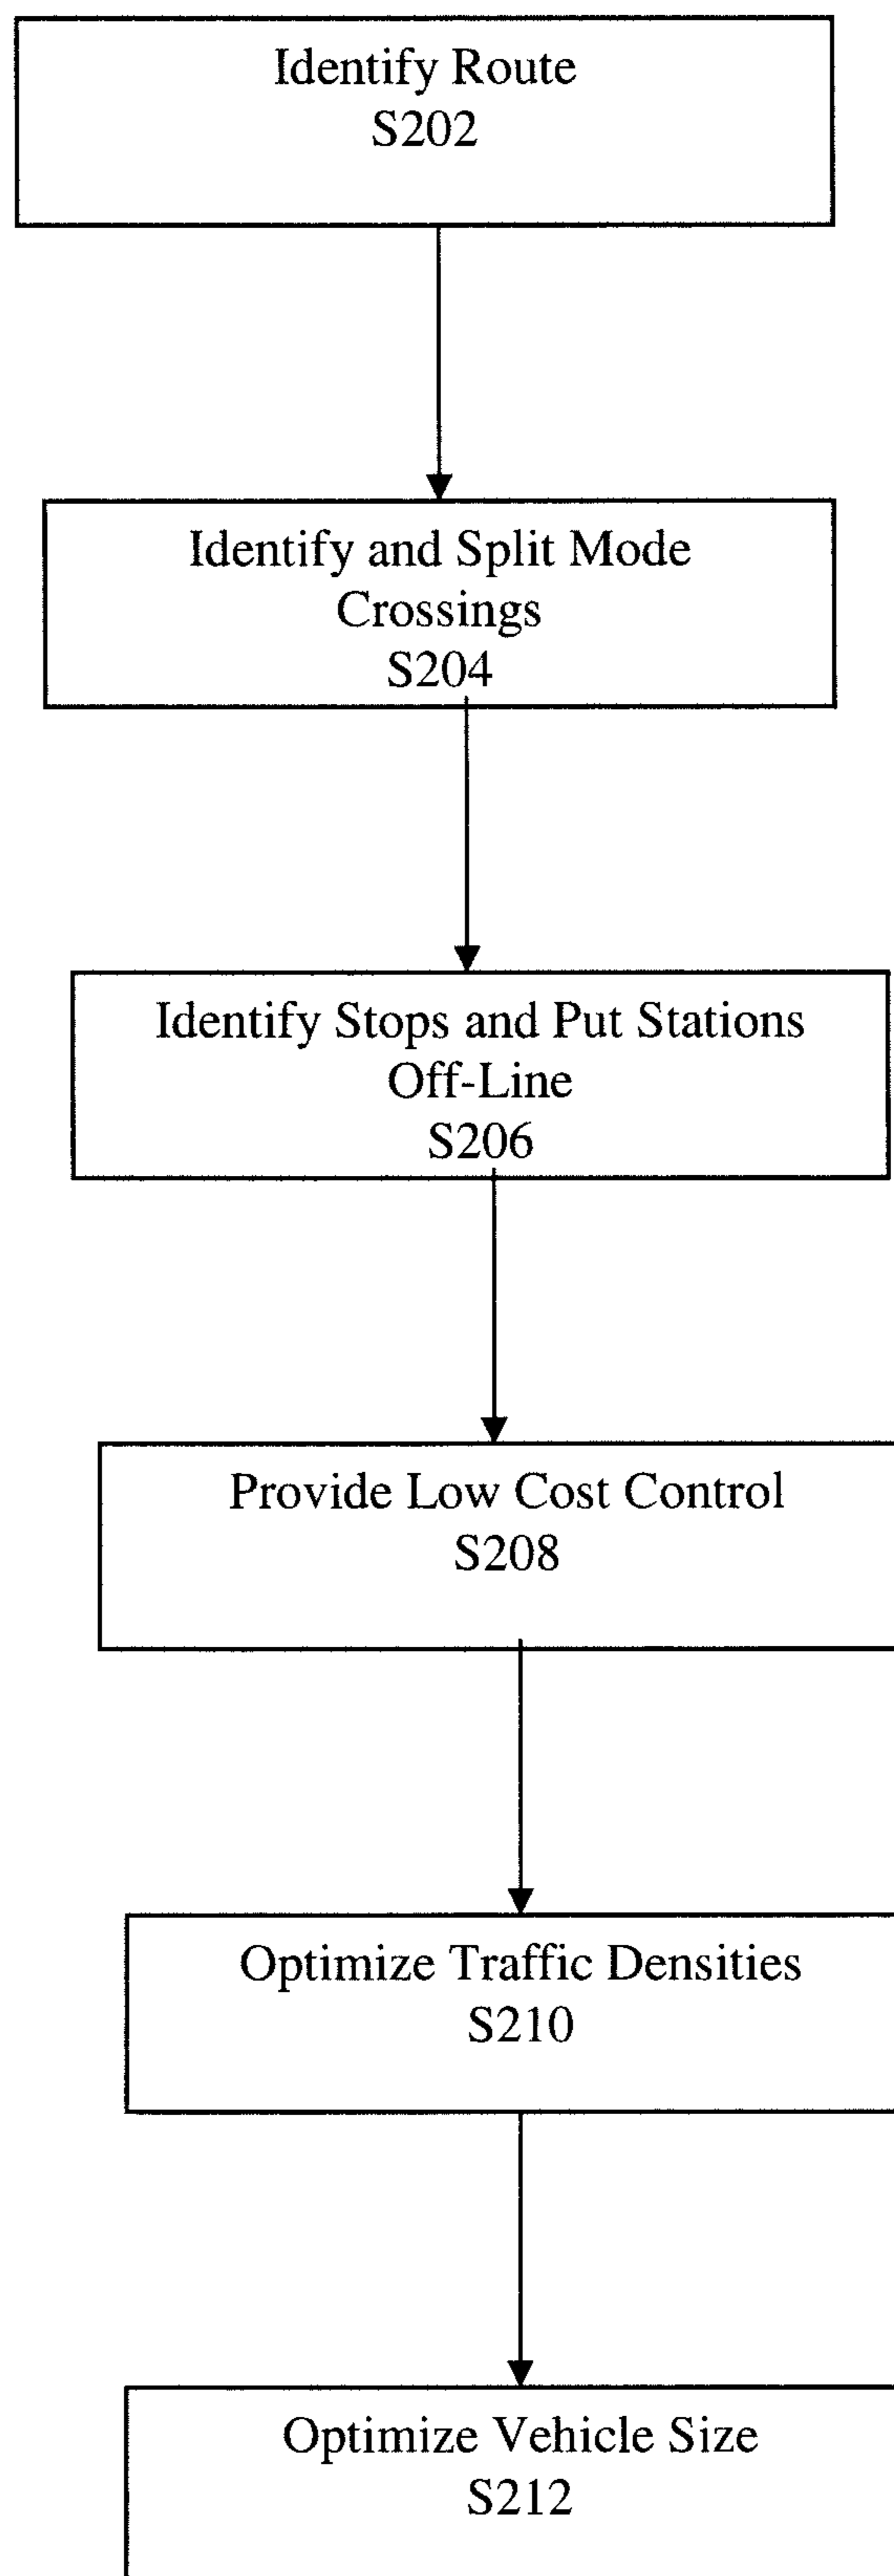 Identify Route
S202
Identify and Split Mode
Crossings
S204
Identify Stops and Put Stations
Off-Line
S206
Provide Low Cost Control
S208
Optimize Traffic Densities
S210
Optimize Vehicle Size
S212